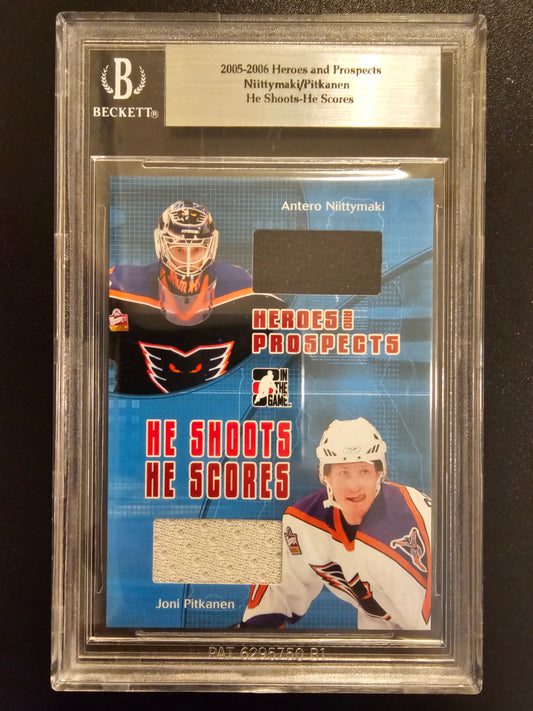 B
BECKETT®
2005-2006 Heroes and Prospects
Niittymaki/Pitkanen
He Shoots-He Scores
Antero Niittymaki
HEROES AND
PROSPECTS
IN
THE
GAME
HE SHOOTS
HE SCORES
Joni Pitkanen
PAT 6295750 B1